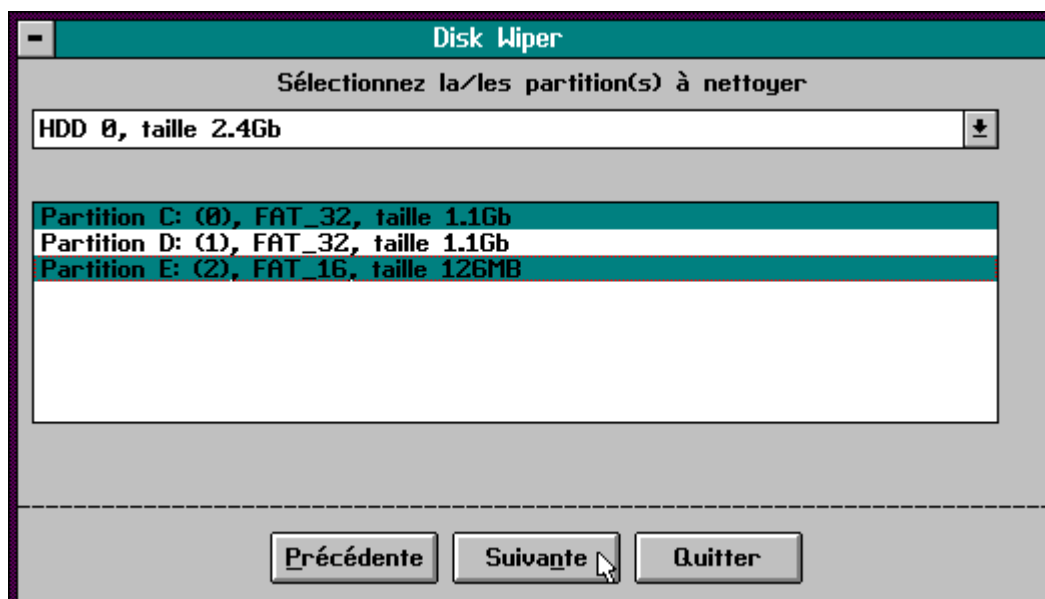 Disk Wiper
Sélectionnez la/les partition(s) à nettoyer
HDD 0, taille 2.4Gb
Partition C: (0), FAT_32, taille 1.1Gb
Partition D: (1), FAT_32, taille 1.1Gb
Partition E: (2), FAT_16, taille 126MB
Précédente Suivante Quitter